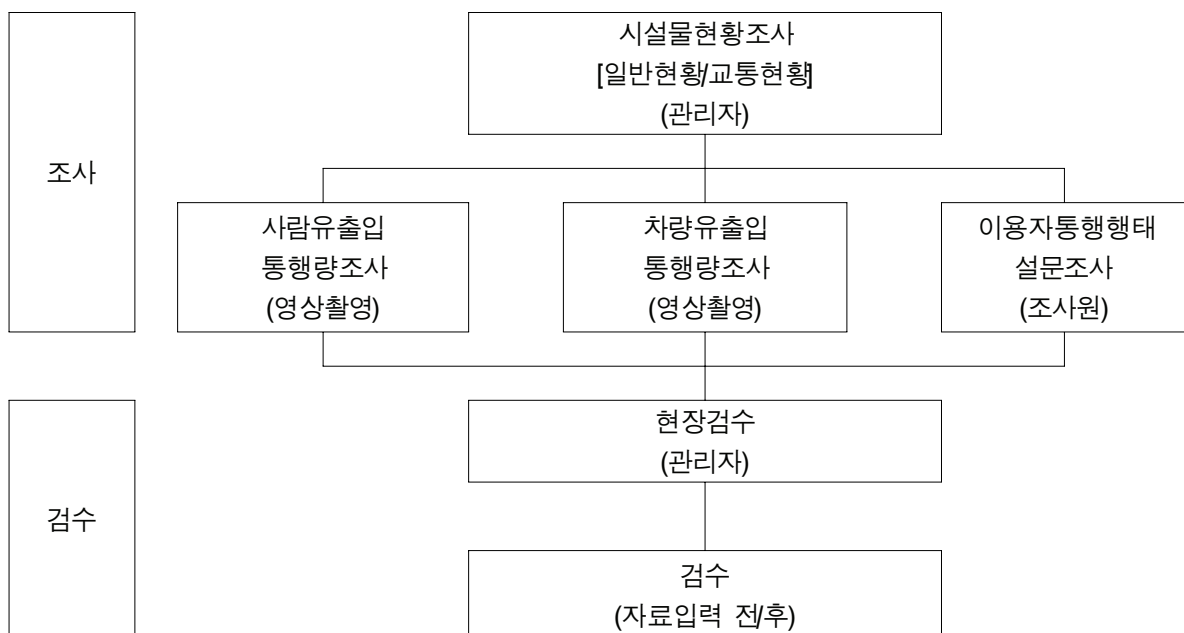 시설물현황조사
[일반현황/교통현황]
(관리자)
조사
사람유출입
통행량조사
(영상촬영)
차량유출입
통행량조사
(영상촬영)
이용자통행행태
설문조사
(조사원)
현장검수
(관리자)
검수
검수
(자료입력 전/후)